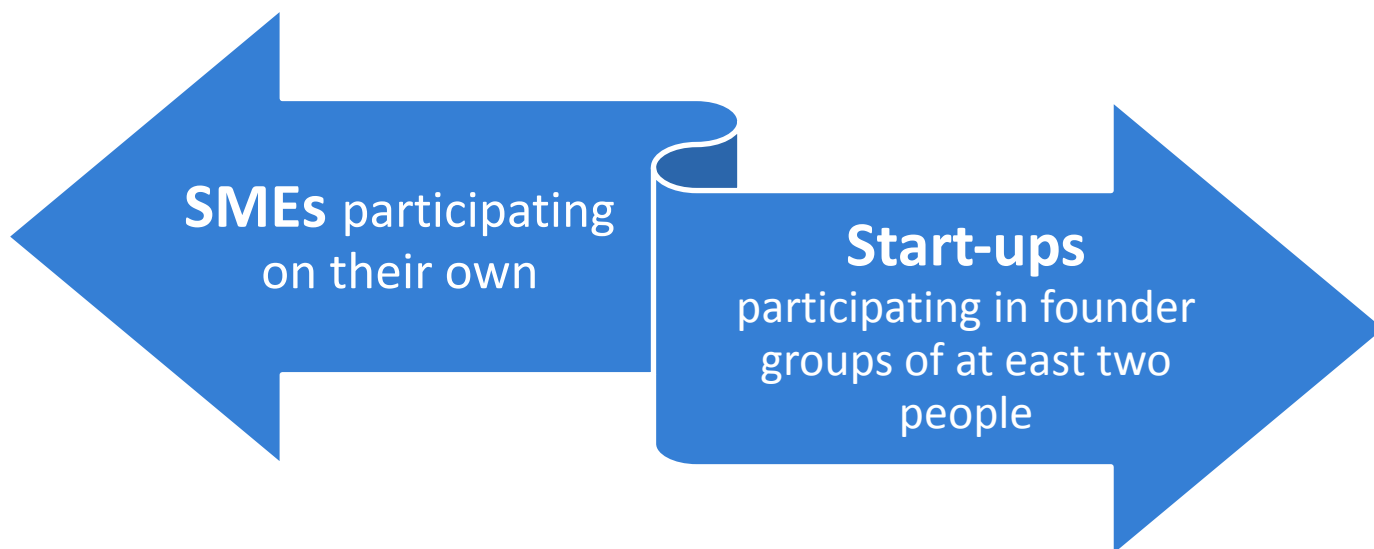 SMEs participating
on their own
Start-ups
participating in founder
groups of at east two
people